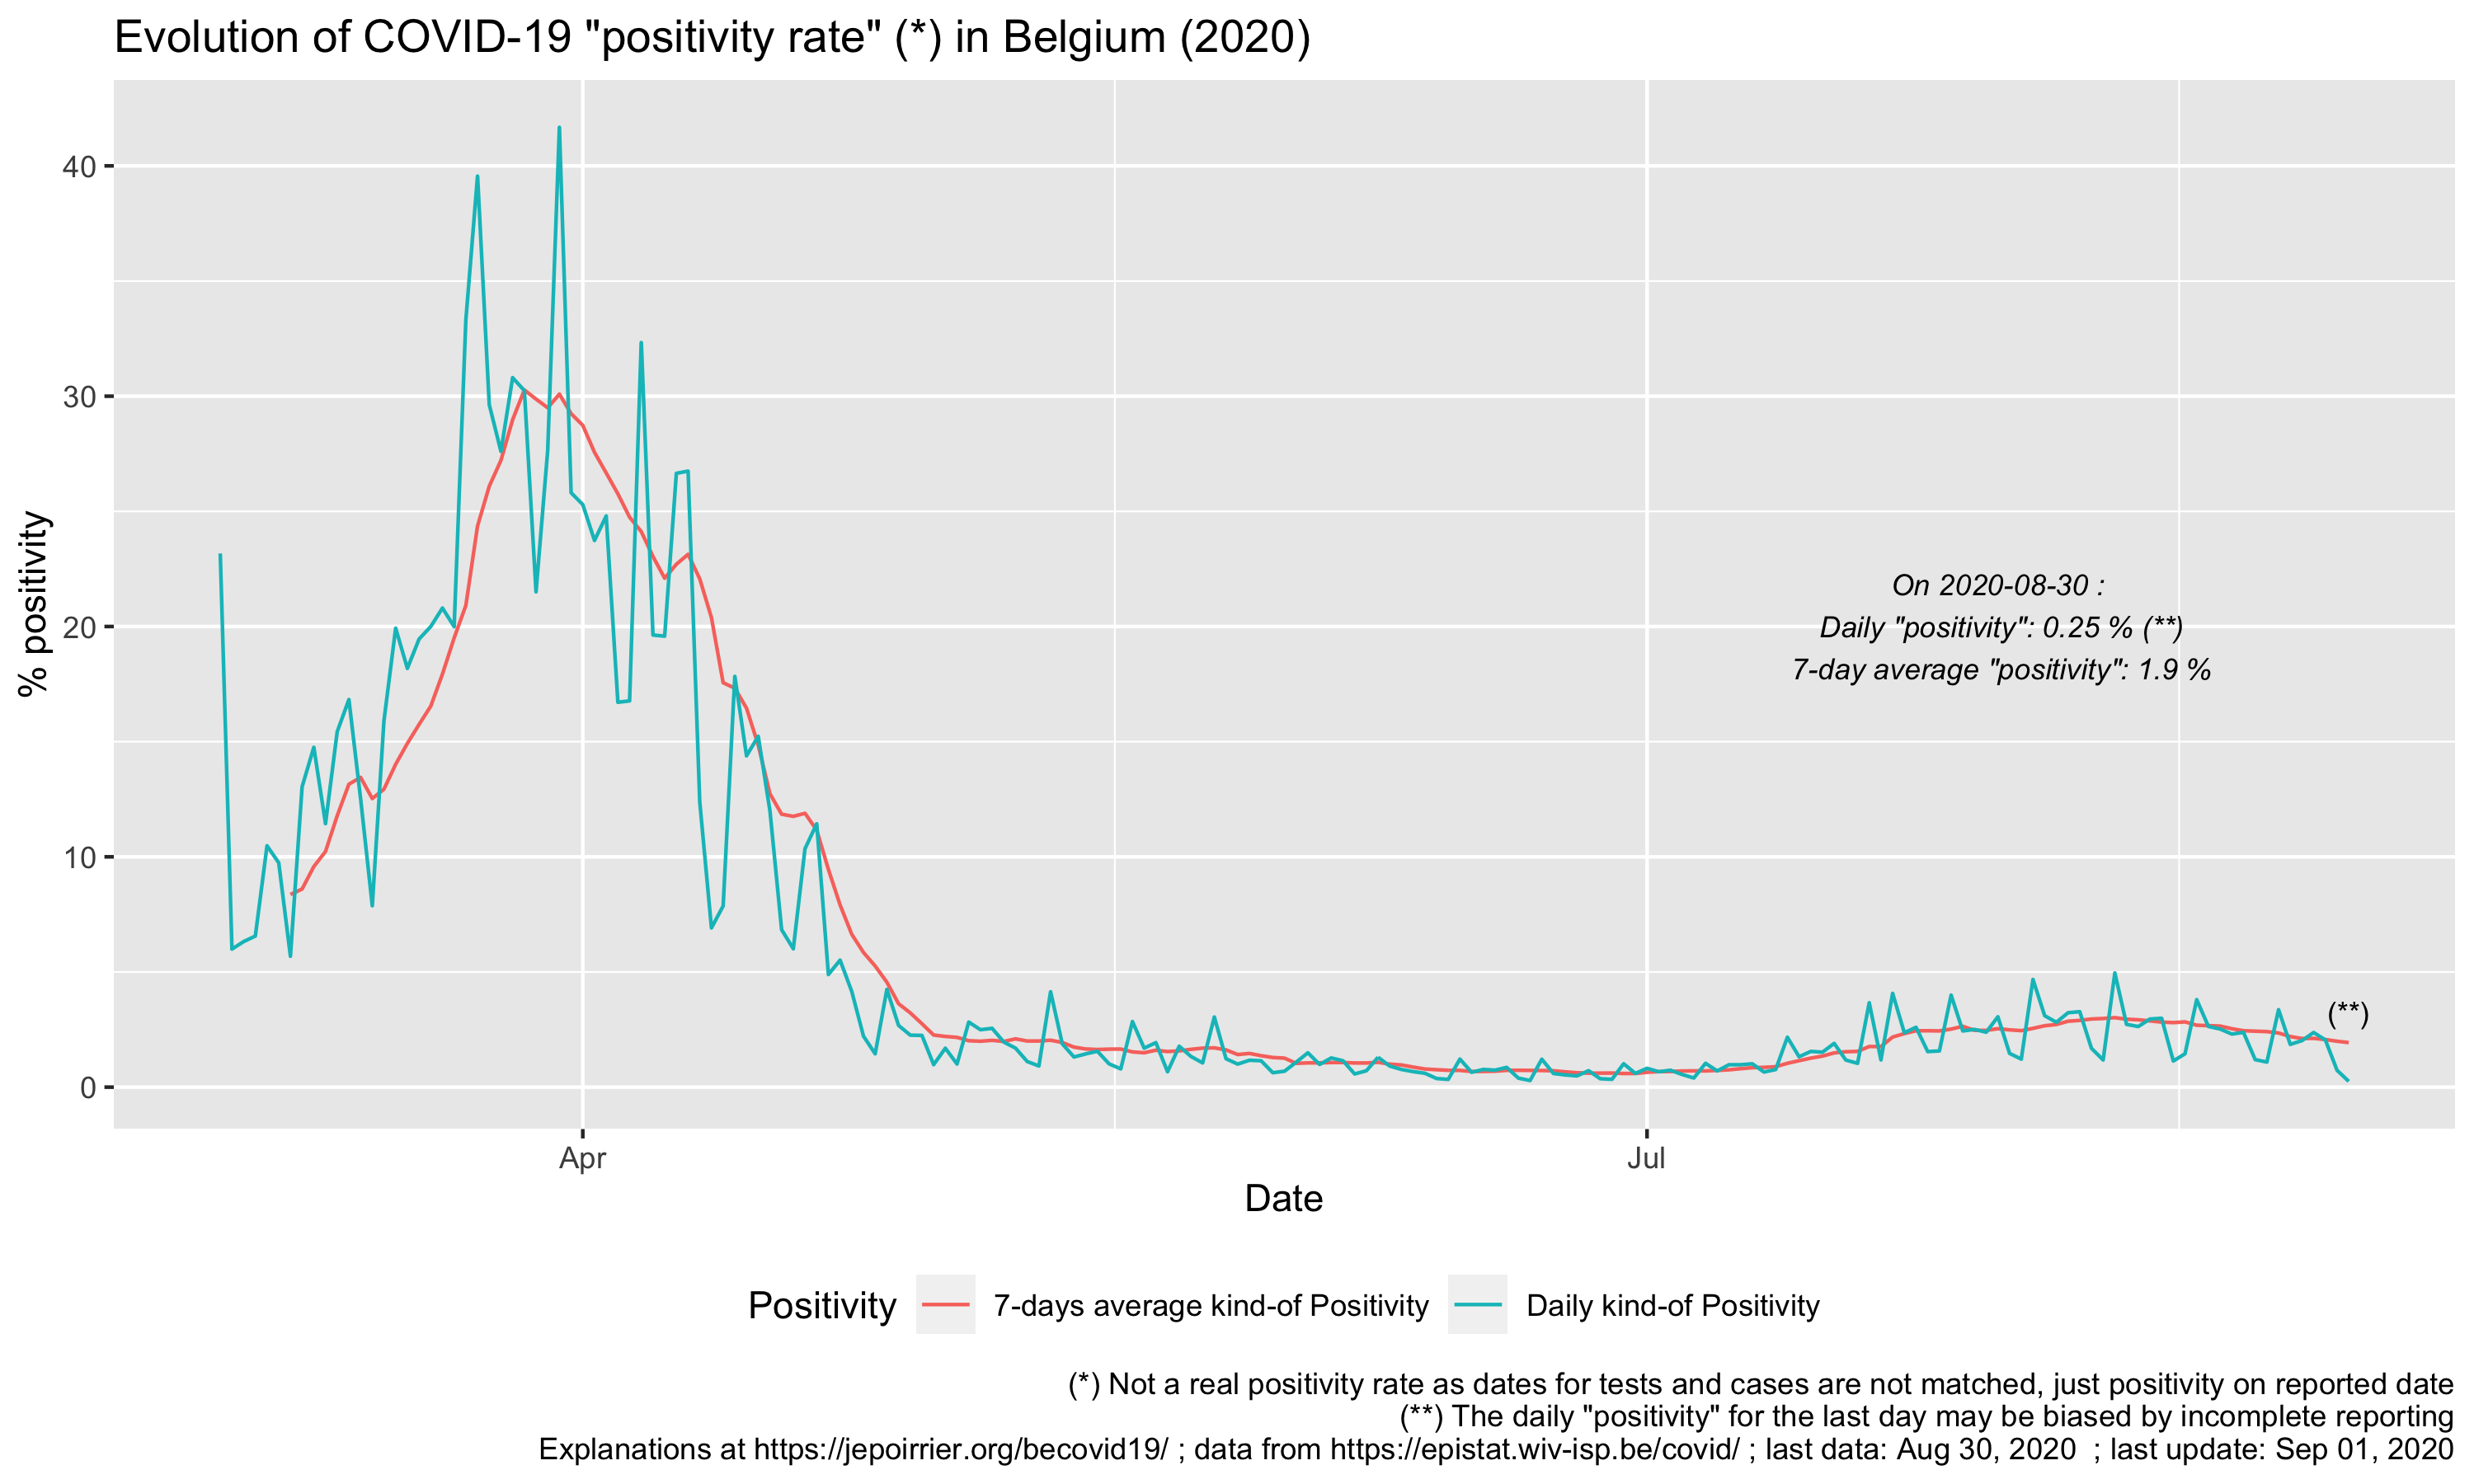 Evolution of COVID-19 "positivity rate" (*) in Belgium (2020)
% positivity
40
30
20
10
0
On 2020-08-30 :
Daily "positivity": 0.25 % (**)
7-day average "positivity": 1.9 %
(**)
Apr
Jul
Date
Positivity
7-days average kind-of Positivity
Daily kind-of Positivity
(*) Not a real positivity rate as dates for tests and cases are not matched, just positivity on reported date
(**) The daily "positivity" for the last day may be biased by incomplete reporting
Explanations at https://jepoirrier.org/becovid19/ ; data from https://epistat.wiv-isp.be/covid/ ; last data: Aug 30, 2020  ; last update: Sep 01, 2020